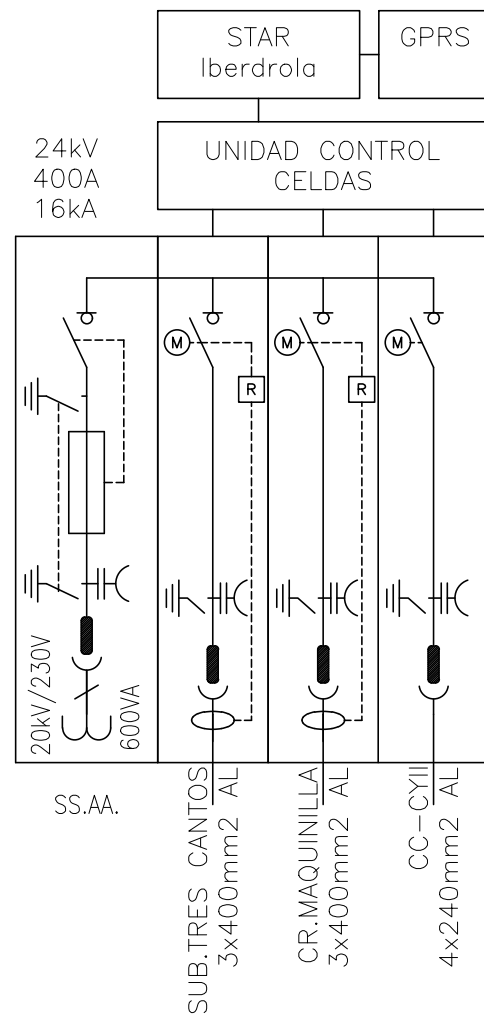 STAR
Iberdrola
GPRS
UNIDAD CONTROL
CELDAS
24kV
400A
16kA
M
M
M
R
R
20kV/230V
600VA
SS.AA.
SUB.TRES CANTOS
3x400mm2 AL
CR.MAQUINILLA
3x400mm2 AL
CC-CYII
4x240mm2 AL